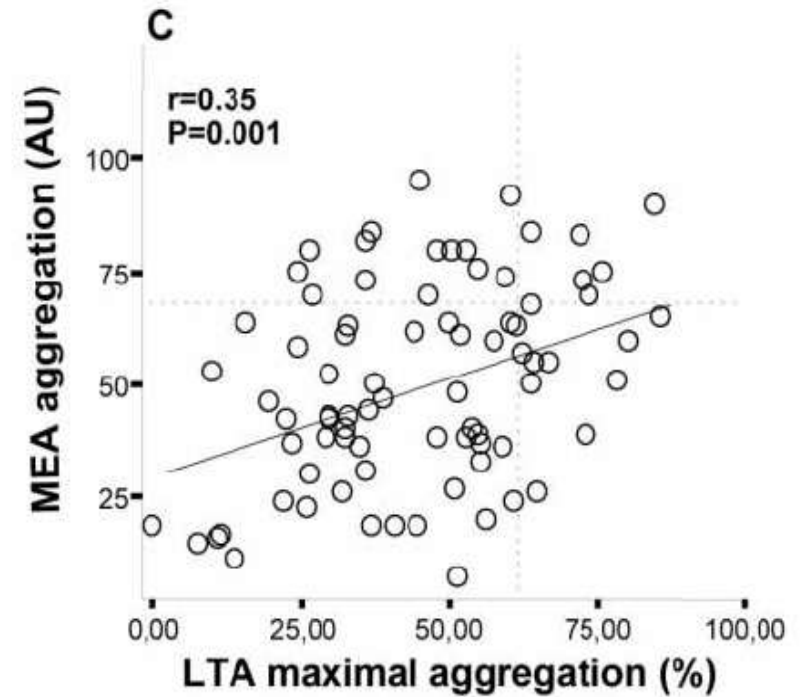 C
r=0.35
P=0.001
MEA aggregation (AU)
100
75
50
25
0,00 25,00 50,00 75,00 100,00
LTA maximal aggregation (%)